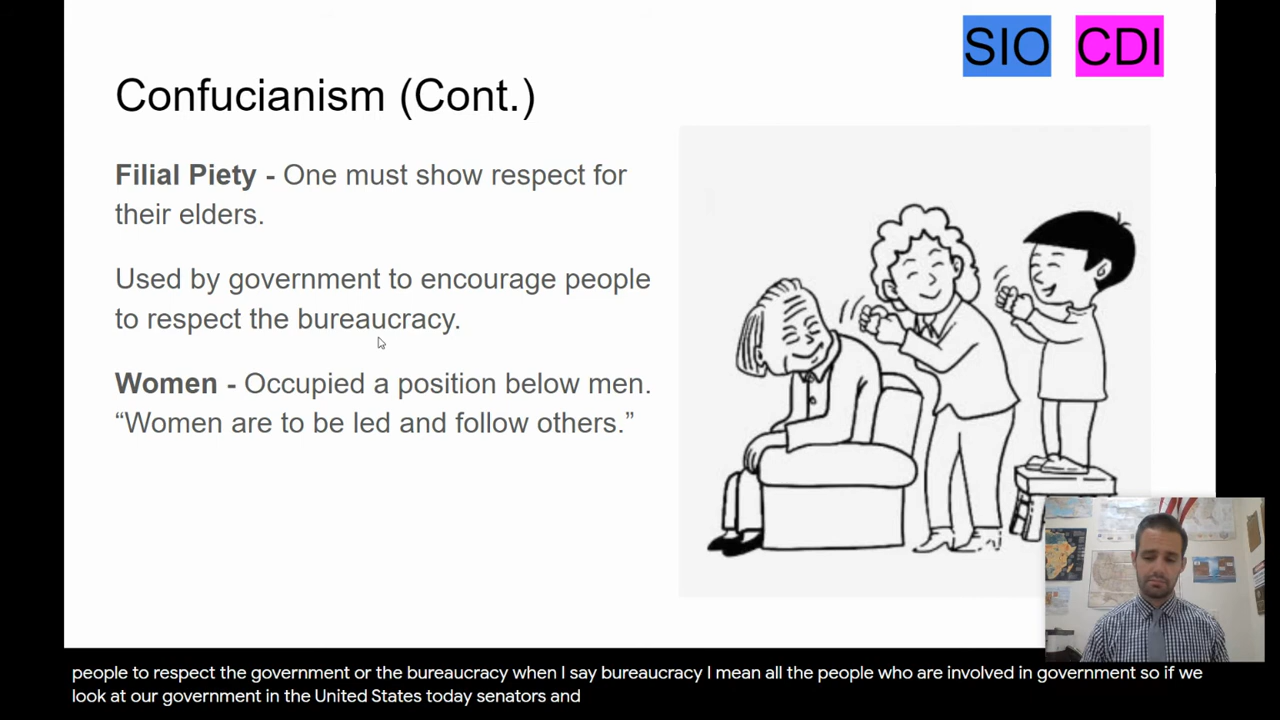 SIO CDI
Confucianism (Cont.)
Filial Piety - One must show respect for
their elders.
Used by government to encourage people
to respect the bureaucracy.
Women - Occupied a position below men.
“Women are to be led and follow others.”
people to respect the government or the bureaucracy when I say bureaucracy I mean all the people who are involved in government so if we
look at our government in the United States today senators and